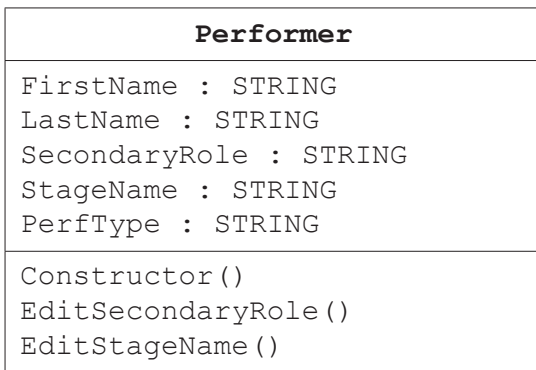 Performer
FirstName : STRING
LastName : STRING
SecondaryRole : STRING
StageName : STRING
PerfType : STRING
Constructor()
EditSecondaryRole()
EditStageName()